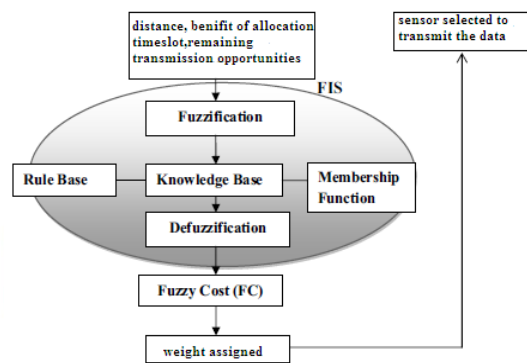 distance, benifit of allocation
timeslot,remaining
transmission opportunities
sensor selected to
transmit the data
FIS
Fuzzification
Rule Base
Knowledge Base
Membership
Function
Defuzzification
Fuzzy Cost (FC)
weight assigned